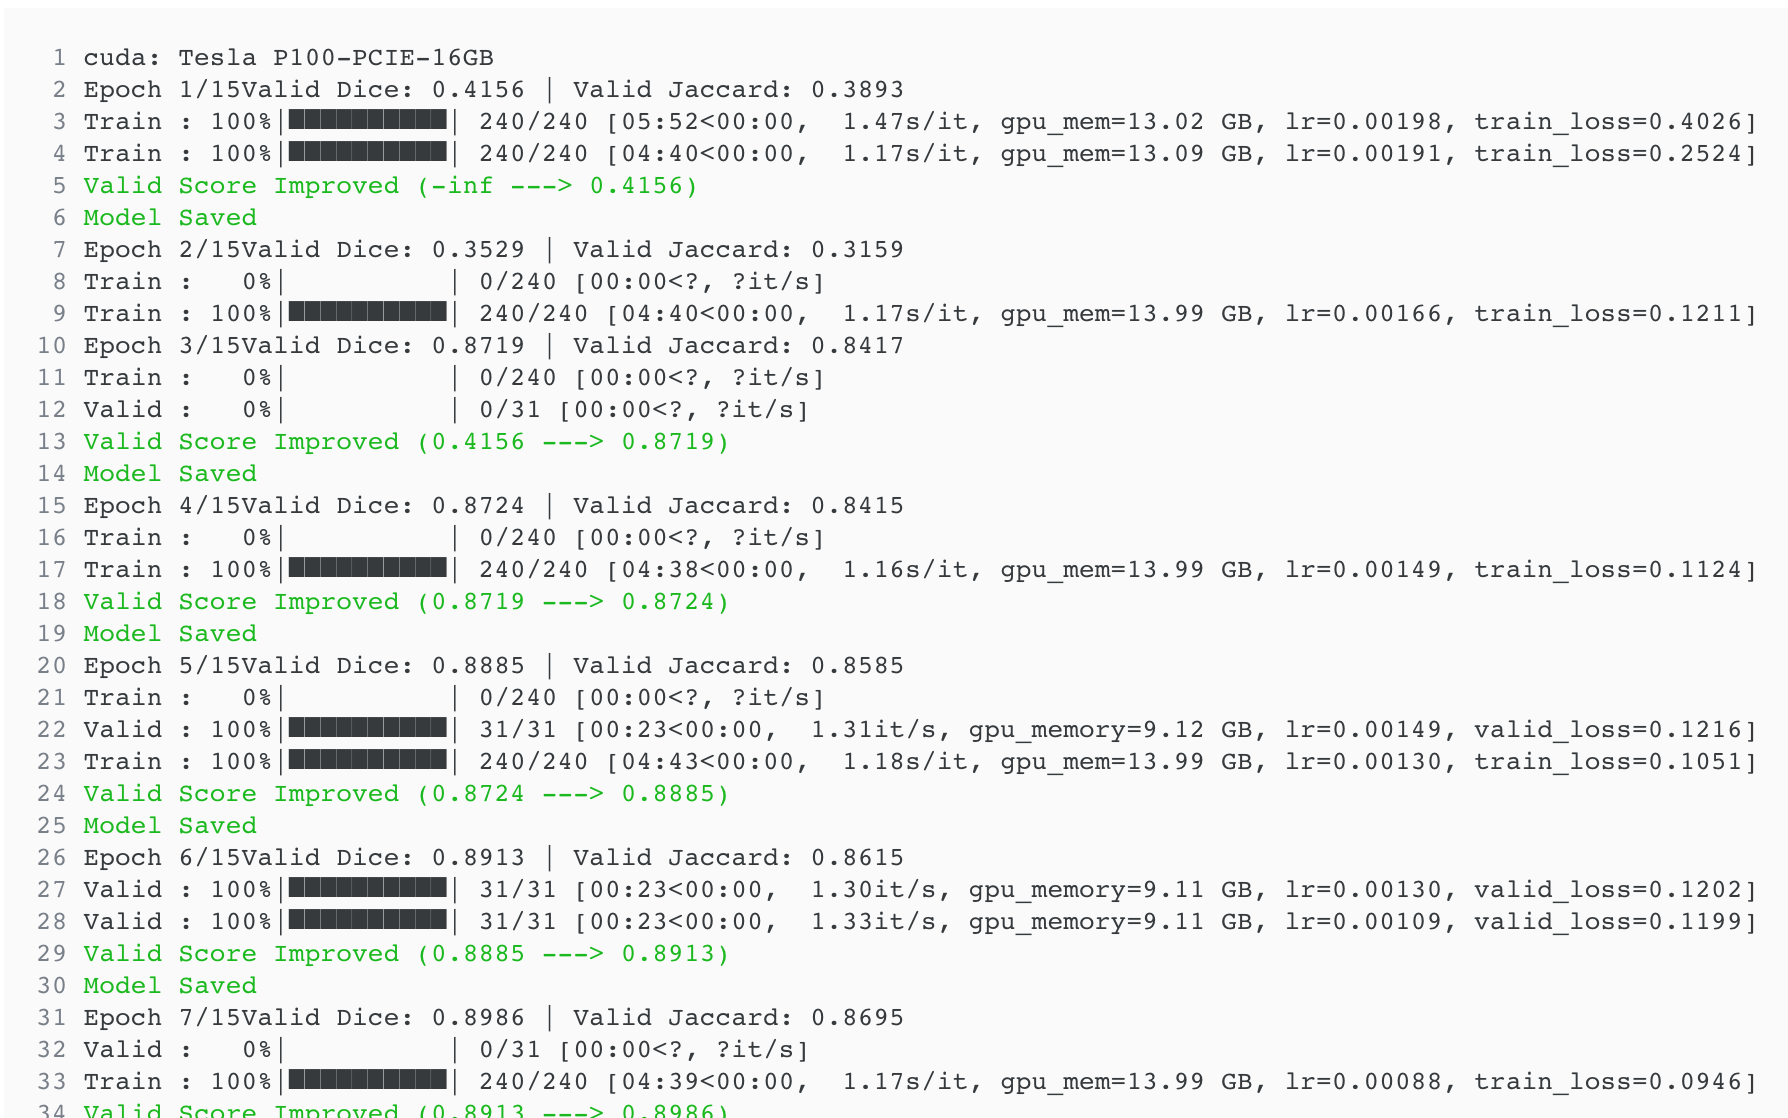 1 cuda: Tesla P100-PCIE-16GB
2 Epoch 1/15Valid Dice: 0.4156 | Valid Jaccard: 0.3893
3 Train : 100%|██████████| 240/240 [05:52<00:00,  1.47s/it, gpu_mem=13.02 GB, lr=0.00198, train_loss=0.4026]
4 Train : 100%|██████████| 240/240 [04:40<00:00,  1.17s/it, gpu_mem=13.09 GB, lr=0.00191, train_loss=0.2524]
5 Valid Score Improved (-inf ---> 0.4156)
6 Model Saved
7 Epoch 2/15Valid Dice: 0.3529 | Valid Jaccard: 0.3159
8 Train :   0%|          | 0/240 [00:00<?, ?it/s]
9 Train : 100%|██████████| 240/240 [04:40<00:00,  1.17s/it, gpu_mem=13.99 GB, lr=0.00166, train_loss=0.1211]
10 Epoch 3/15Valid Dice: 0.8719 | Valid Jaccard: 0.8417
11 Train :   0%|          | 0/240 [00:00<?, ?it/s]
12 Valid :   0%|          | 0/31 [00:00<?, ?it/s]
13 Valid Score Improved (0.4156 ---> 0.8719)
14 Model Saved
15 Epoch 4/15Valid Dice: 0.8724 | Valid Jaccard: 0.8415
16 Train :   0%|          | 0/240 [00:00<?, ?it/s]
17 Train : 100%|██████████| 240/240 [04:38<00:00,  1.16s/it, gpu_mem=13.99 GB, lr=0.00149, train_loss=0.1124]
18 Valid Score Improved (0.8719 ---> 0.8724)
19 Model Saved
20 Epoch 5/15Valid Dice: 0.8885 | Valid Jaccard: 0.8585
21 Train :   0%|          | 0/240 [00:00<?, ?it/s]
22 Valid : 100%|██████████| 31/31 [00:23<00:00,  1.31it/s, gpu_memory=9.12 GB, lr=0.00149, valid_loss=0.1216]
23 Train : 100%|██████████| 240/240 [04:43<00:00,  1.18s/it, gpu_mem=13.99 GB, lr=0.00130, train_loss=0.1051]
24 Valid Score Improved (0.8724 ---> 0.8885)
25 Model Saved
26 Epoch 6/15Valid Dice: 0.8913 | Valid Jaccard: 0.8615
27 Valid : 100%|██████████| 31/31 [00:23<00:00,  1.30it/s, gpu_memory=9.11 GB, lr=0.00130, valid_loss=0.1202]
28 Valid : 100%|██████████| 31/31 [00:23<00:00,  1.33it/s, gpu_memory=9.11 GB, lr=0.00109, valid_loss=0.1199]
29 Valid Score Improved (0.8885 ---> 0.8913)
30 Model Saved
31 Epoch 7/15Valid Dice: 0.8986 | Valid Jaccard: 0.8695
32 Valid :   0%|          | 0/31 [00:00<?, ?it/s]
33 Train : 100%|██████████| 240/240 [04:39<00:00,  1.17s/it, gpu_mem=13.99 GB, lr=0.00088, train_loss=0.0946]
34 Valid Score Improved (0.8913 ---> 0.8986)